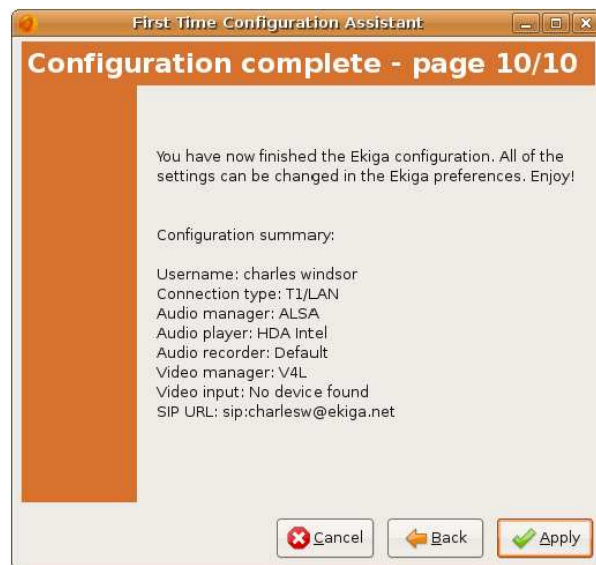 First Time Configuration Assistant
Configuration complete - page 10/10
You have now finished the Ekiga configuration. All of the
settings can be changed in the Ekiga preferences. Enjoy!
Configuration summary:
Username: charles windsor
Connection type: T1/LAN
Audio manager: ALSA
Audio player: HDA Intel
Audio recorder: Default
Video manager: V4L
Video input: No device found
SIP URL: sip:charlesw@ekiga.net
Cancel
Back
Apply